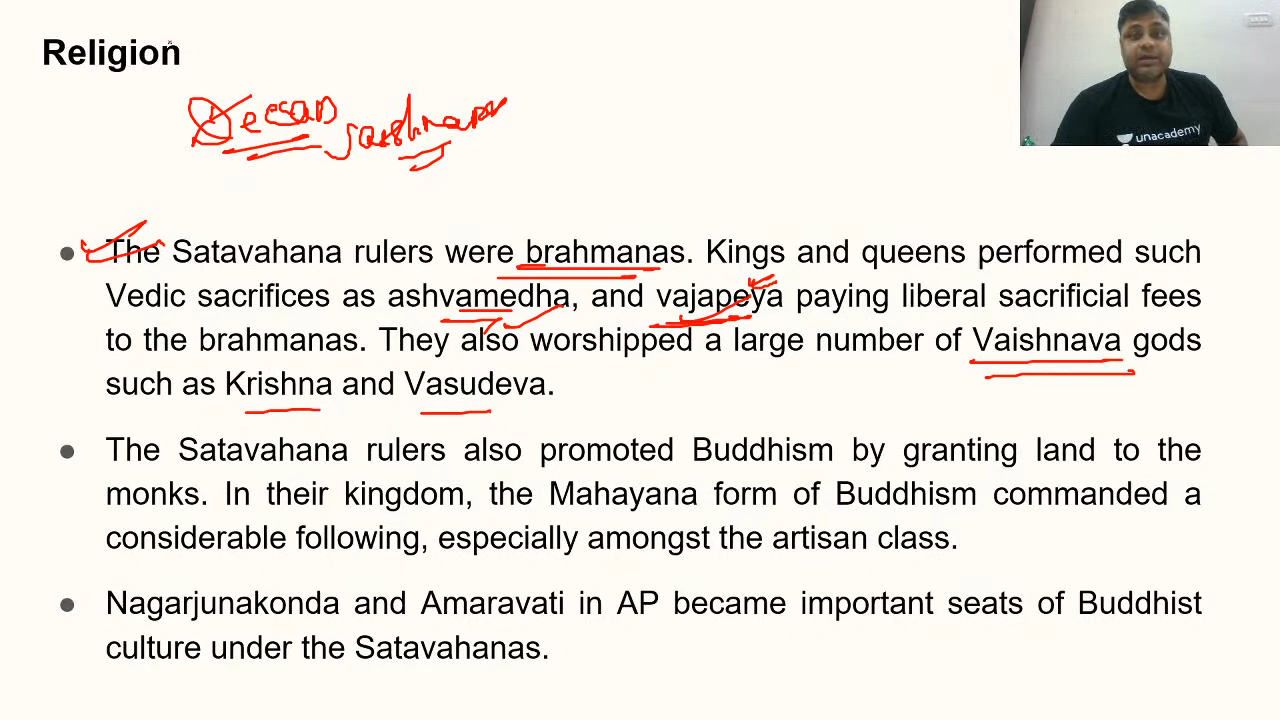 Religion
Deccan
unacademy
● The Satavahana rulers were brahmanas. Kings and queens performed such
Vedic sacrifices as ashvamedha, and vajapeya paying liberal sacrificial fees
to the brahmanas. They also worshipped a large number of Vaishnava gods
such as Krishna and Vasudeva.
● The Satavahana rulers also promoted Buddhism by granting land to the
monks. In their kingdom, the Mahayana form of Buddhism commanded a
considerable following, especially amongst the artisan class.
● Nagarjunakonda and Amaravati in AP became important seats of Buddhist
culture under the Satavahanas.